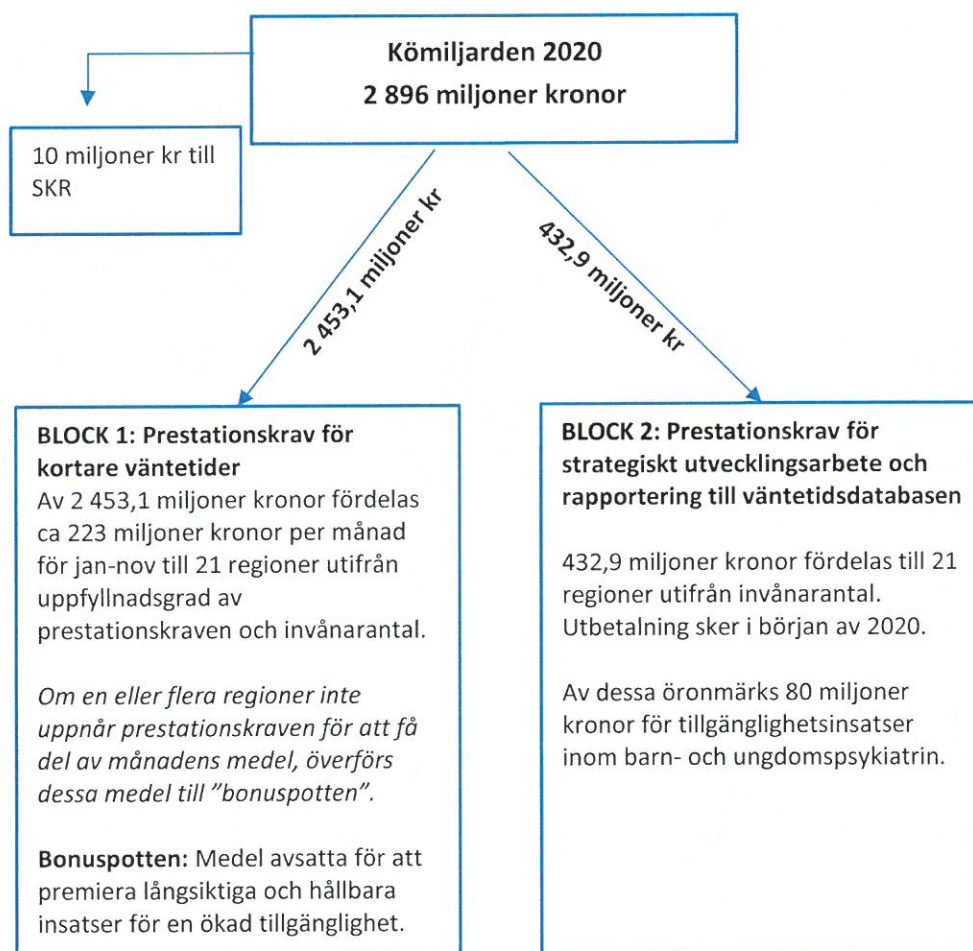 Kömiljarden 2020
2 896 miljoner kronor
10 miljoner kr till
SKR
2 453,1 miljoner kr
432,9 miljoner kr
BLOCK 1: Prestationskrav för
kortare väntetider
Av 2 453,1 miljoner kronor fördelas
ca 223 miljoner kronor per månad
för jan-nov till 21 regioner utifrån
uppfyllnadsgrad av
prestationskraven och invånarantal.
Om en eller flera regioner inte
uppnår prestationskraven för att få
del av månadens medel, överförs
dessa medel till ”bonuspotten”.
Bonuspotten: Medel avsatta för att
premiera långsiktiga och hållbara
insatser för en ökad tillgänglighet.
BLOCK 2: Prestationskrav för
strategiskt utvecklingsarbete och
rapportering till väntetidsdatabasen
432,9 miljoner kronor fördelas till 21
regioner utifrån invånarantal.
Utbetalning sker i början av 2020.
Av dessa öronmärks 80 miljoner
kronor för tillgänglighetsinsatser
inom barn- och ungdomspsykiatrin.